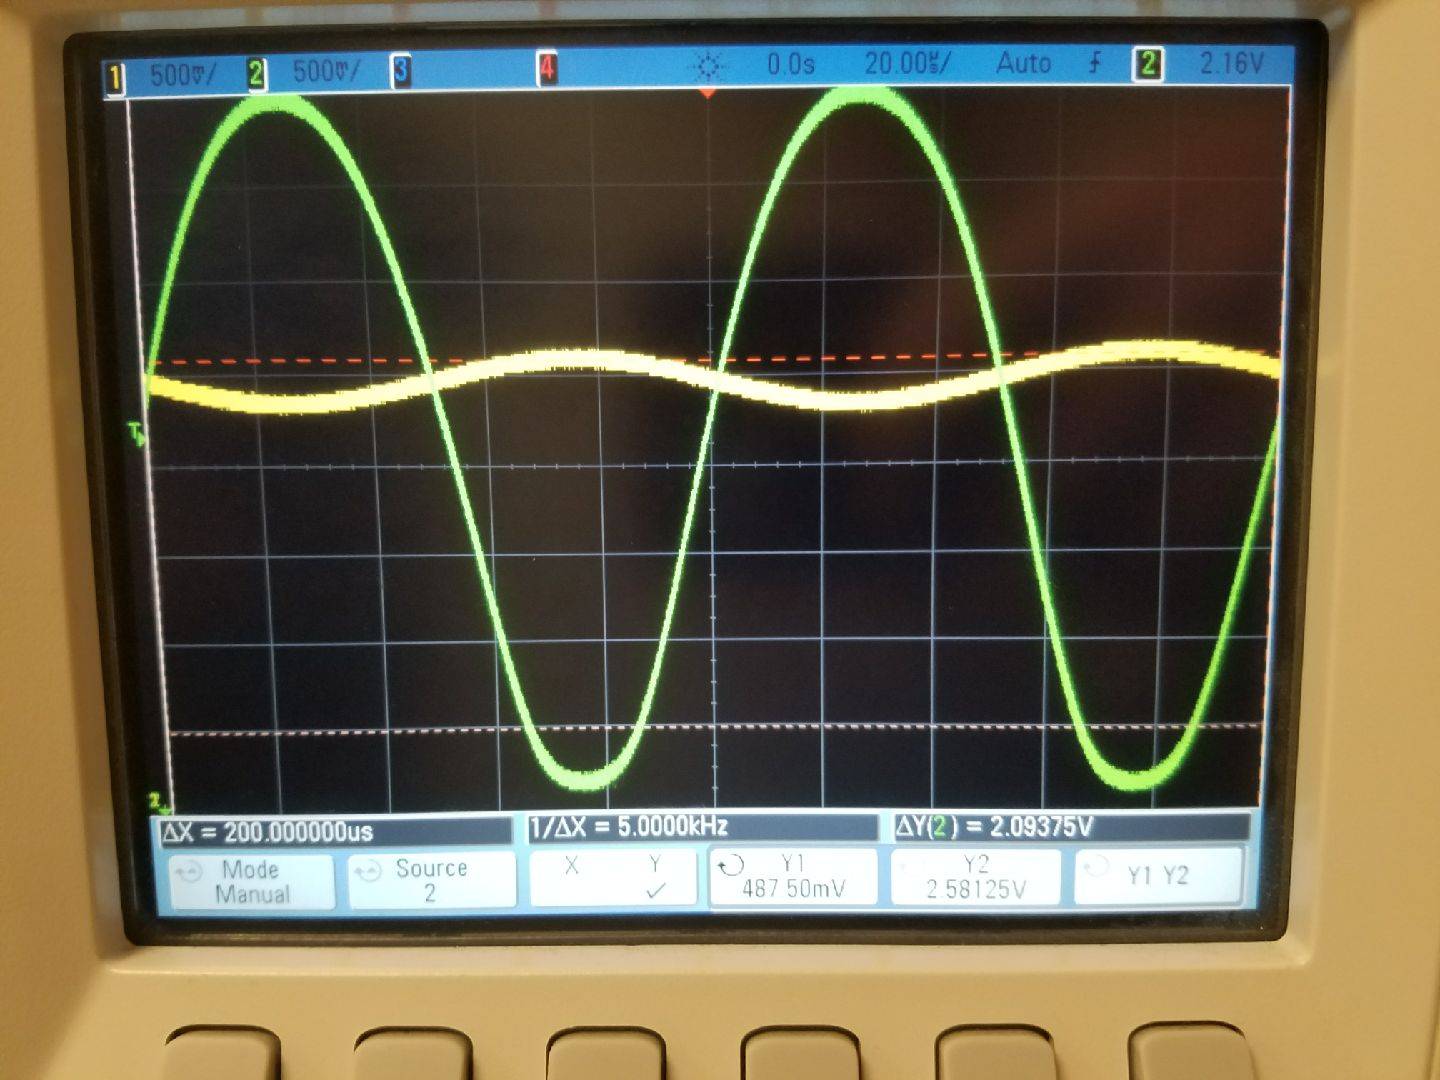 1 500mV/ 2 500mV/ 3 4 0.0s 20.00us/ Auto 2 2.16V
T
2
ΔX = 200.000000us 1/ΔX = 5.0000kHz ΔY(2) = 2.09375V
Mode Source X Y Y1 Y2 Y1 Y2
Manual 2 ✓ 487.50mV 2.58125V